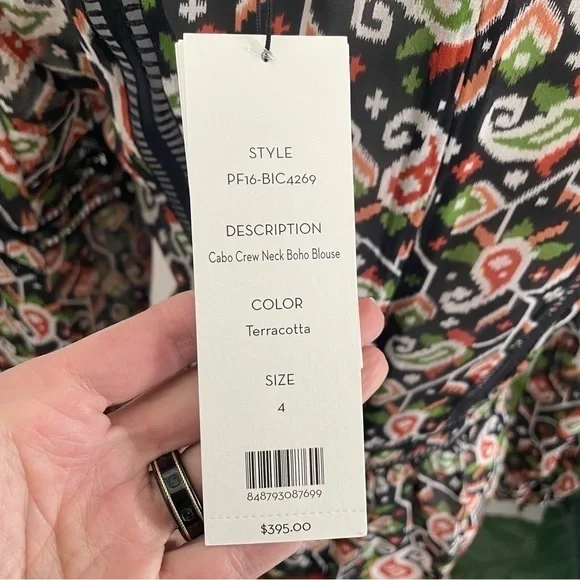 STYLE
PF16-BIC4269
DESCRIPTION
Cabo Crew Neck Boho Blouse
COLOR
Terracotta
SIZE
4
848793087699
$395.00